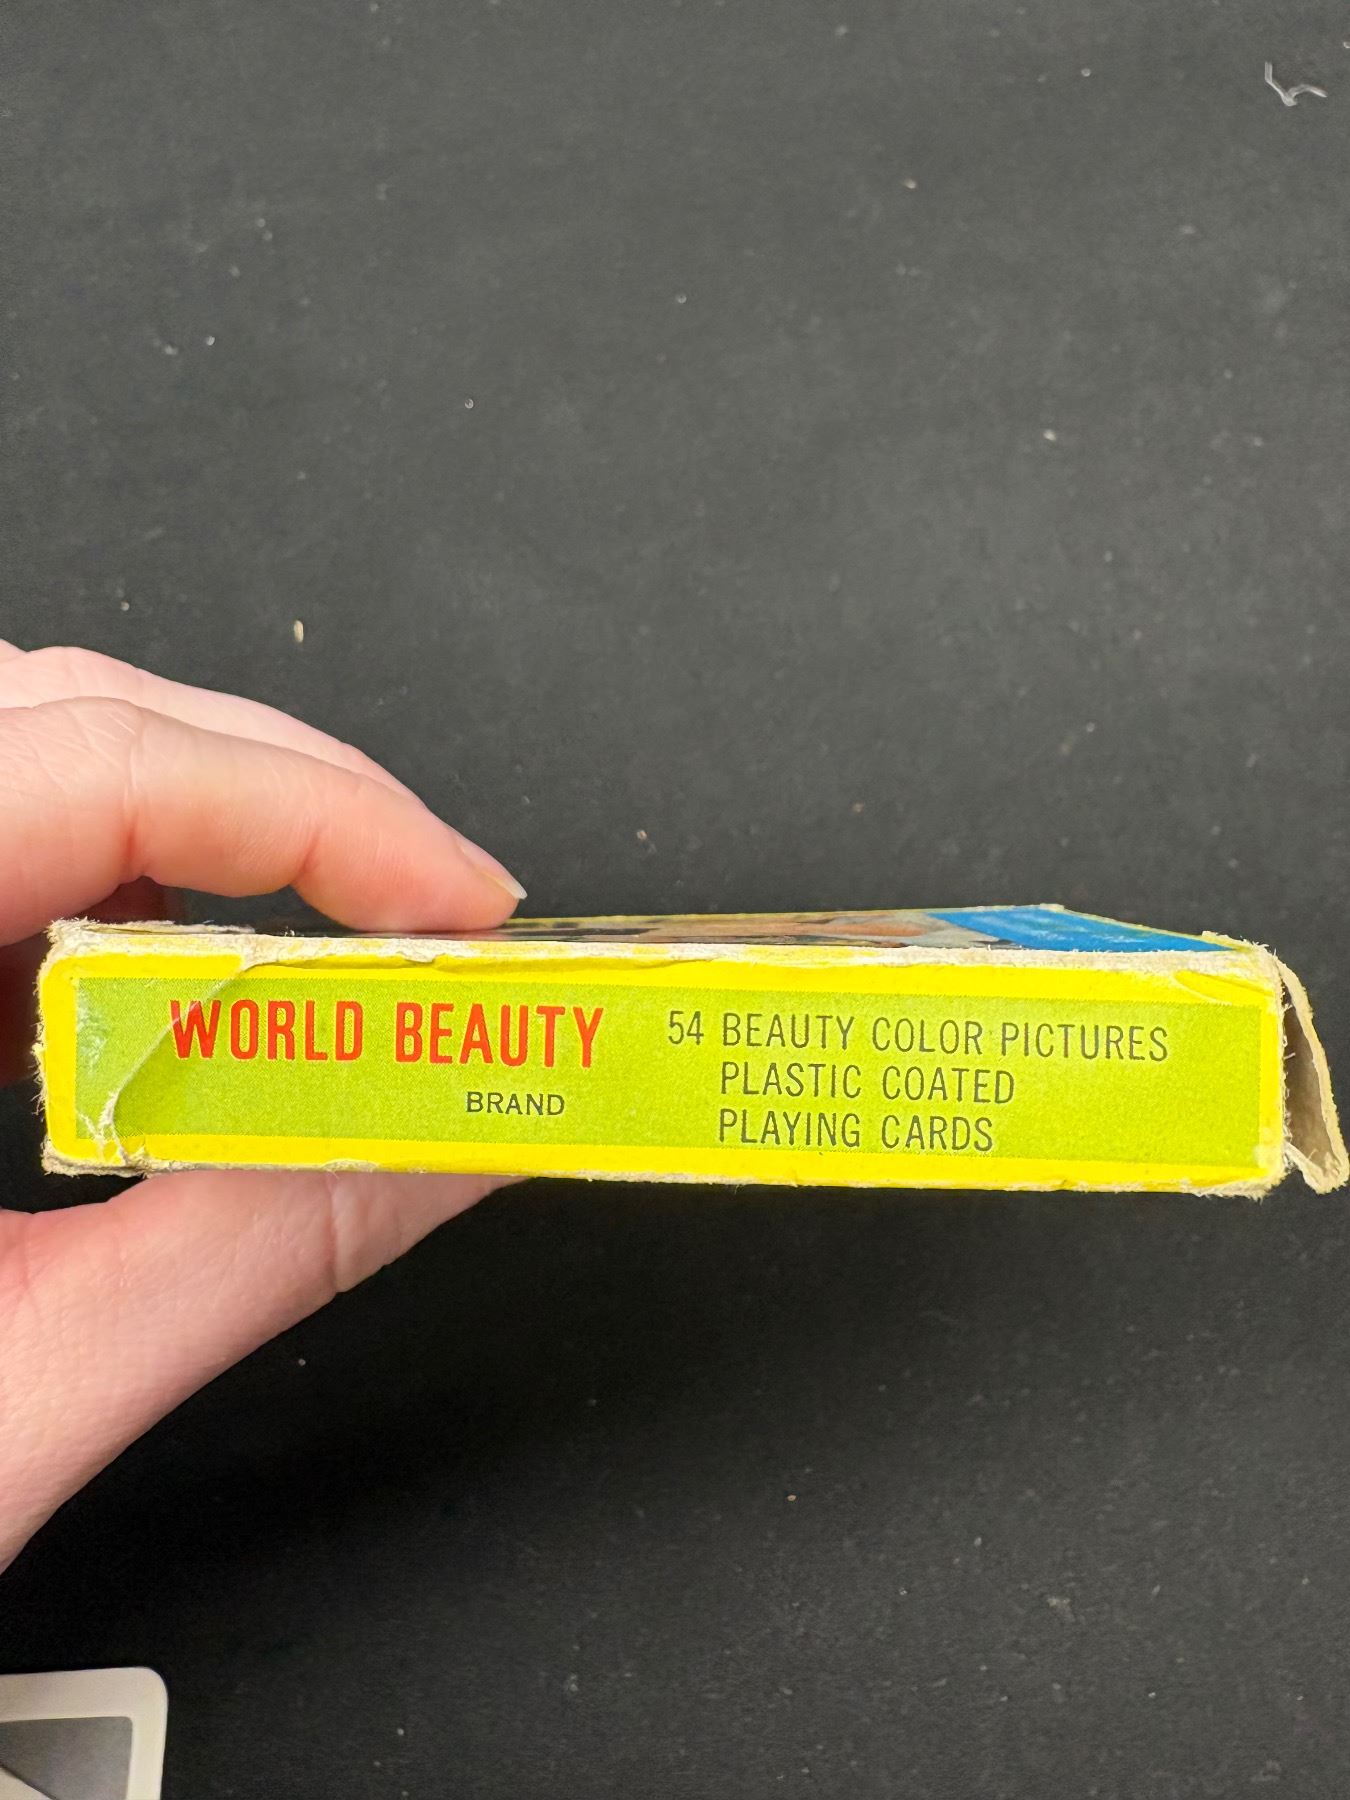 WORLD BEAUTY
BRAND
54 BEAUTY COLOR PICTURES
PLASTIC COATED
PLAYING CARDS